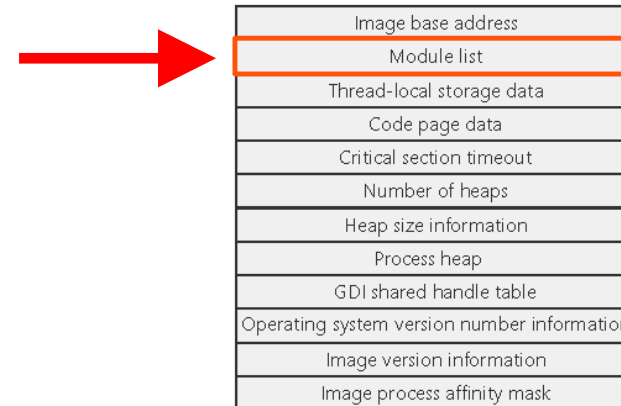 Image base address
Module list
Thread-local storage data
Code page data
Critical section timeout
Number of heaps
Heap size information
Process heap
GDI shared handle table
Operating system version number informatio
Image version information
Image process affinity mask